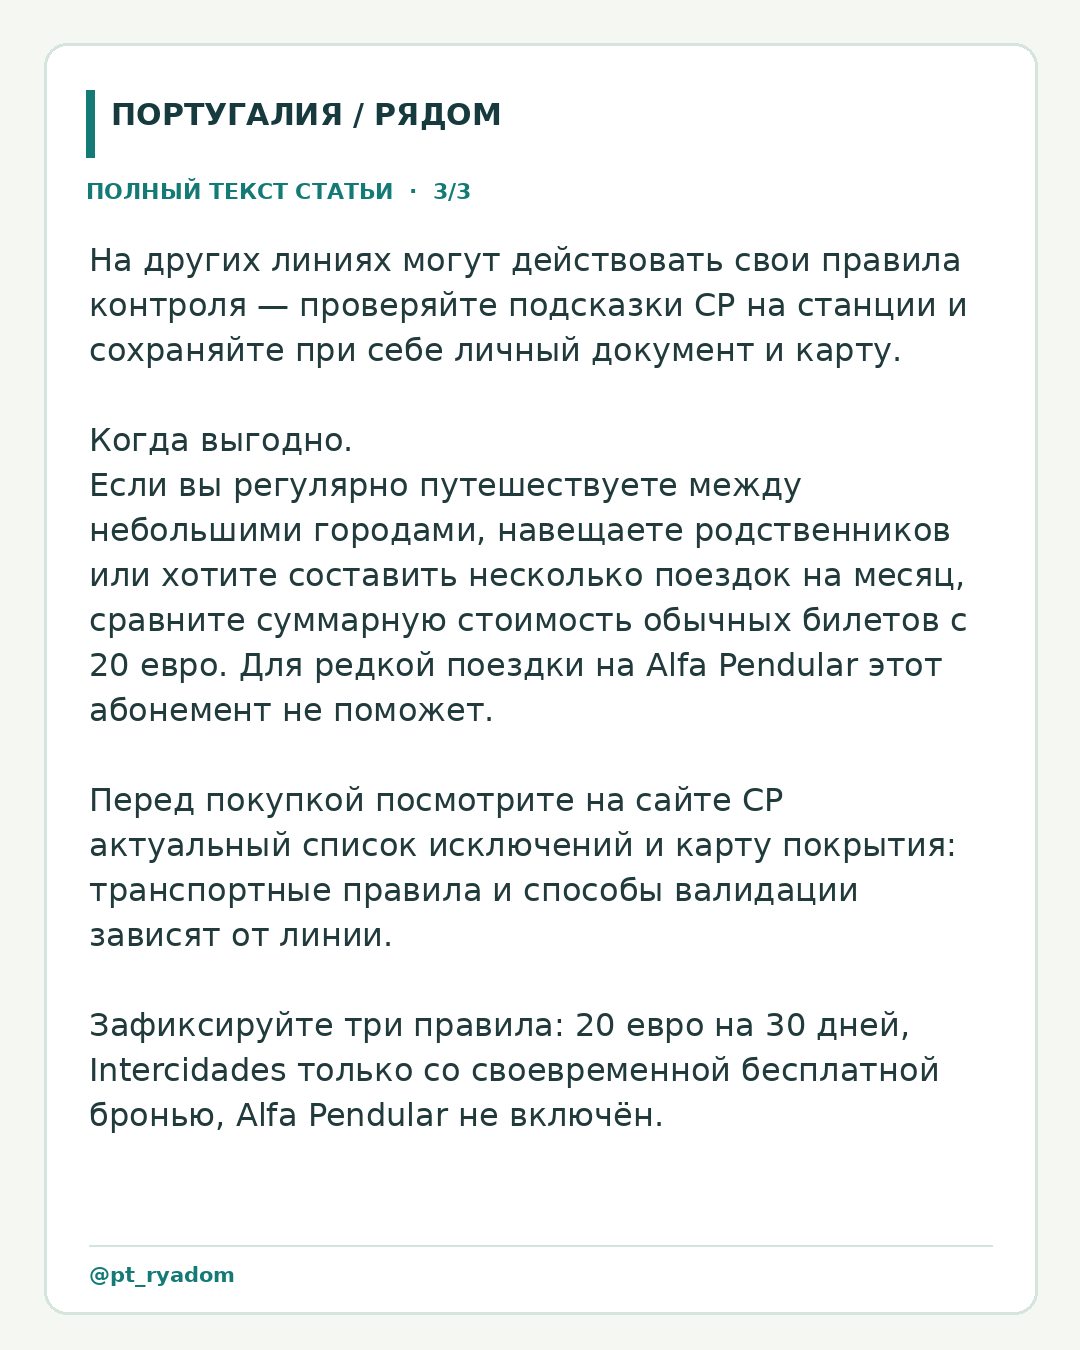 ПОРТУГАЛИЯ / РЯДОМ
ПОЛНЫЙ ТЕКСТ СТАТЬИ · 3/3
На других линиях могут действовать свои правила
контроля — проверяйте подсказки CP на станции и
сохраняйте при себе личный документ и карту.
Когда выгодно.
Если вы регулярно путешествуете между
небольшими городами, навещаете родственников
или хотите составить несколько поездок на месяц,
сравните суммарную стоимость обычных билетов с
20 евро. Для редкой поездки на Alfa Pendular этот
абонемент не поможет.
Перед покупкой посмотрите на сайте CP
актуальный список исключений и карту покрытия:
транспортные правила и способы валидации
зависят от линии.
Зафиксируйте три правила: 20 евро на 30 дней,
Intercidades только со своевременной бесплатной
бронью, Alfa Pendular не включён.
@pt_ryadom